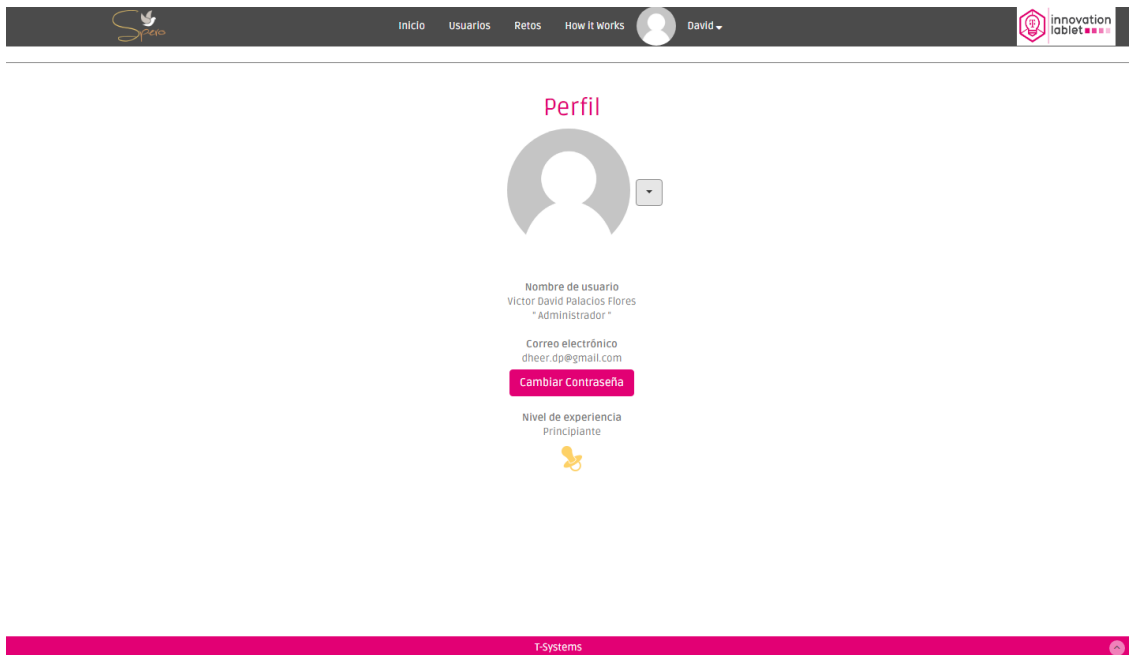 Spero
Inicio Usuarios Retos How it Works David
innovation
lablet
Perfil
Nombre de usuario
Victor David Palacios Flores
" Administrador "
Correo electrónico
dheer.dp@gmail.com
Cambiar Contraseña
Nivel de experiencia
Principiante
T-Systems